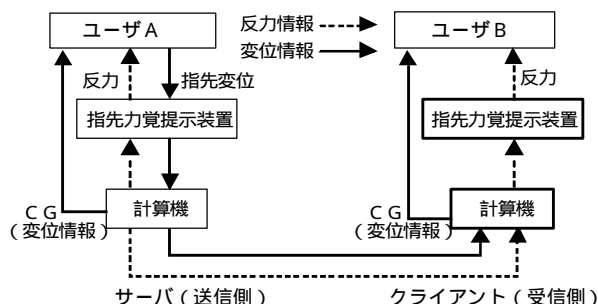 ユーザA
反力情報
変位情報
ユーザB
反力
指先変位
反力
指先力覚提示装置
指先力覚提示装置
計算機
計算機
CG
(変位情報)
CG
(変位情報)
サーバ(送信側)
クライアント(受信側)